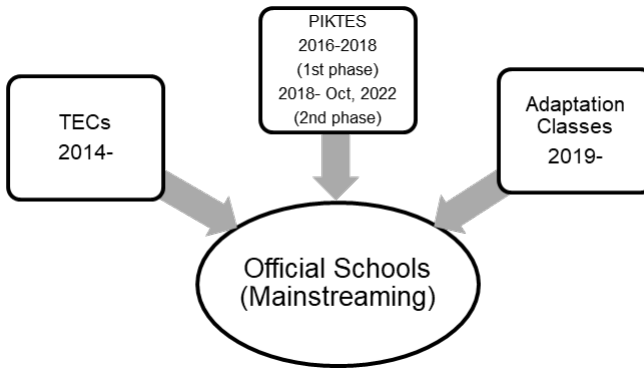 PIKTES
2016-2018
(1st phase)
2018- Oct, 2022
(2nd phase)
TECs
2014-
Adaptation
Classes
2019-
Official Schools
(Mainstreaming)